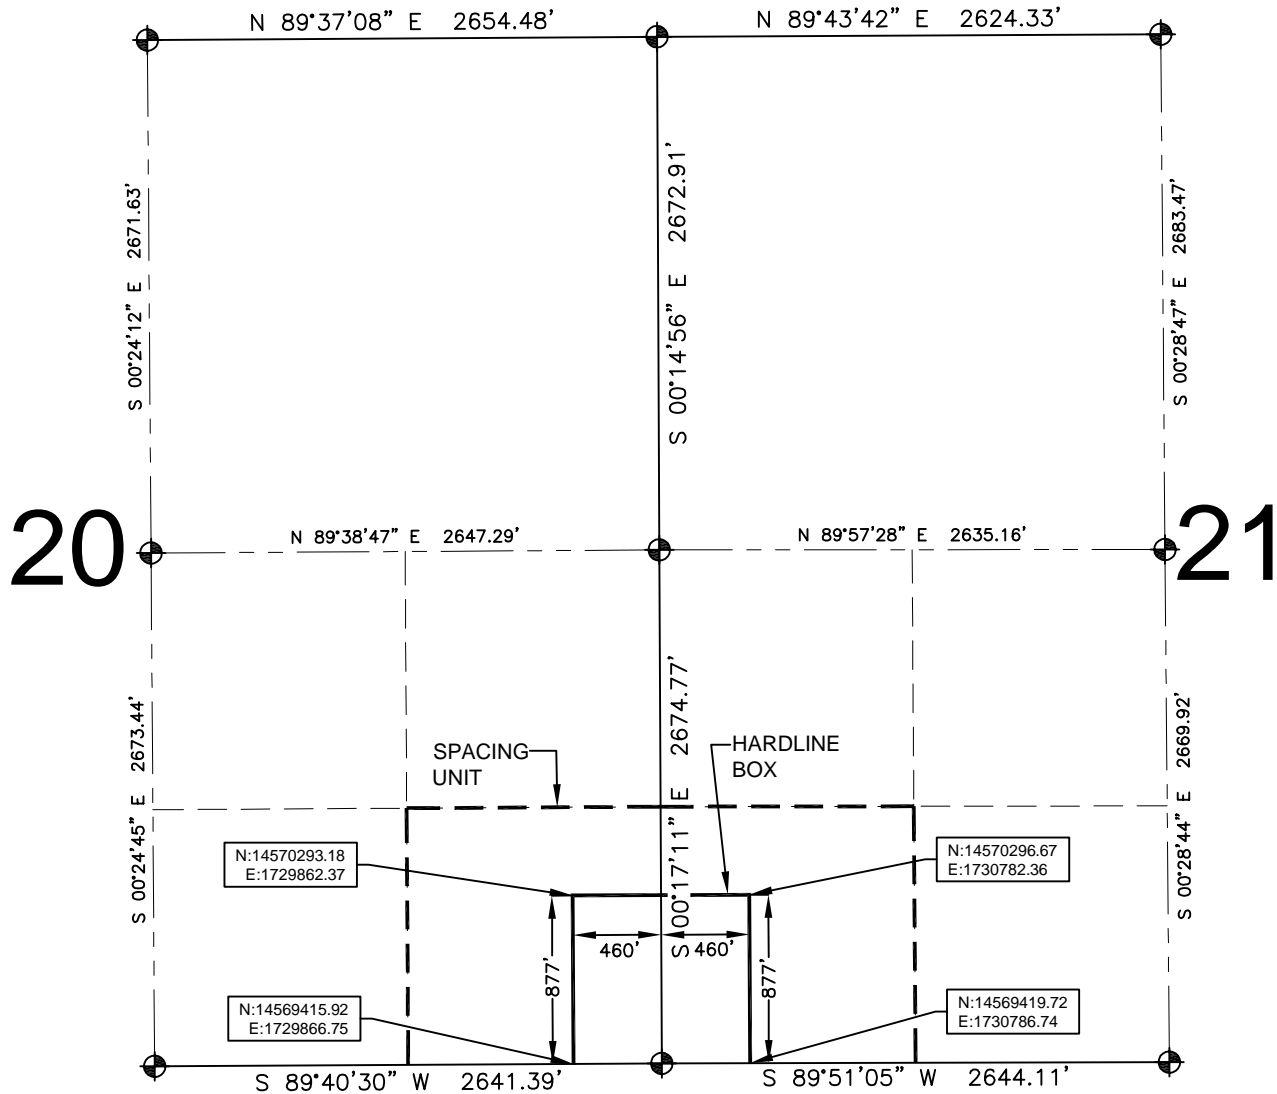 N 89°37'08" E 2654.48'
N 89°43'42" E 2624.33'
S 00°24'12" E 2671.63'
S 00°14'56" E 2672.91'
S 00°28'47" E 2683.47'
20
N 89°38'47" E 2647.29'
N 89°57'28" E 2635.16'
21
S 00°24'45" E 2673.44'
S 00°17'11" E 2674.77'
S 00°28'44" E 2669.92'
SPACING
UNIT
HARDLINE
BOX
N:14570293.18
E:1729862.37
N:14570296.67
E:1730782.36
460'
460'
877'
877'
N:14569415.92
E:1729866.75
N:14569419.72
E:1730786.74
S 89°40'30" W 2641.39'
S 89°51'05" W 2644.11'